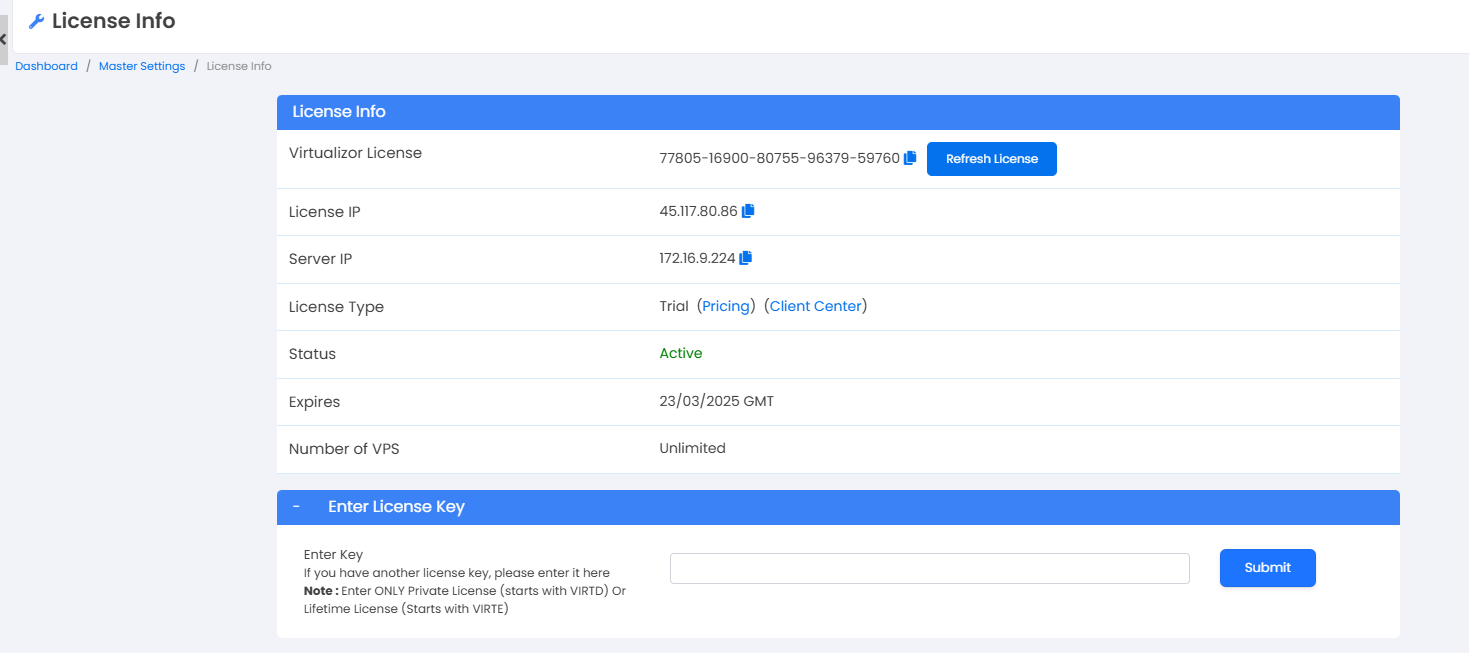 License Info
Dashboard / Master Settings / License Info
License Info
Virtualizor License 77805-16900-80755-96379-59760 Refresh License
License IP 45.117.80.86
Server IP 172.16.9.224
License Type Trial (Pricing) (Client Center)
Status Active
Expires 23/03/2025 GMT
Number of VPS Unlimited
- Enter License Key
Enter Key
If you have another license key, please enter it here
Note : Enter ONLY Private License (starts with VIRTD) Or
Lifetime License (Starts with VIRTE)
Submit